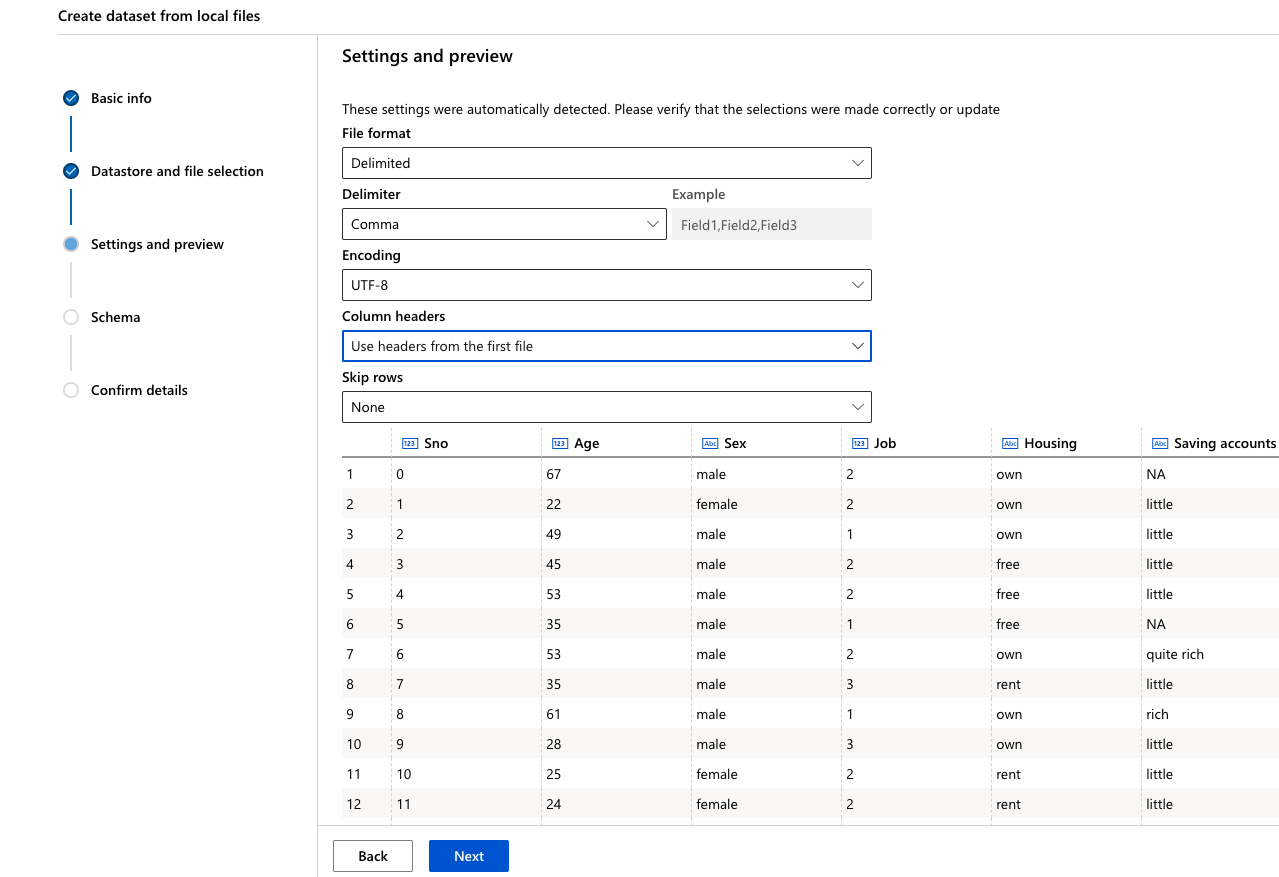 Create dataset from local files
Basic info
Datastore and file selection
Settings and preview
Schema
Confirm details
Settings and preview
These settings were automatically detected. Please verify that the selections were made correctly or update
File format
Delimited
Delimiter Example
Comma Field1,Field2,Field3
Encoding
UTF-8
Column headers
Use headers from the first file
Skip rows
None
123 Sno 123 Age Abc Sex 123 Job Abc Housing Abc Saving accounts
1 0 67 male 2 own NA
2 1 22 female 2 own little
3 2 49 male 1 own little
4 3 45 male 2 free little
5 4 53 male 2 free little
6 5 35 male 1 free NA
7 6 53 male 2 own quite rich
8 7 35 male 3 rent little
9 8 61 male 1 own rich
10 9 28 male 3 own little
11 10 25 female 2 rent little
12 11 24 female 2 rent little
Back Next